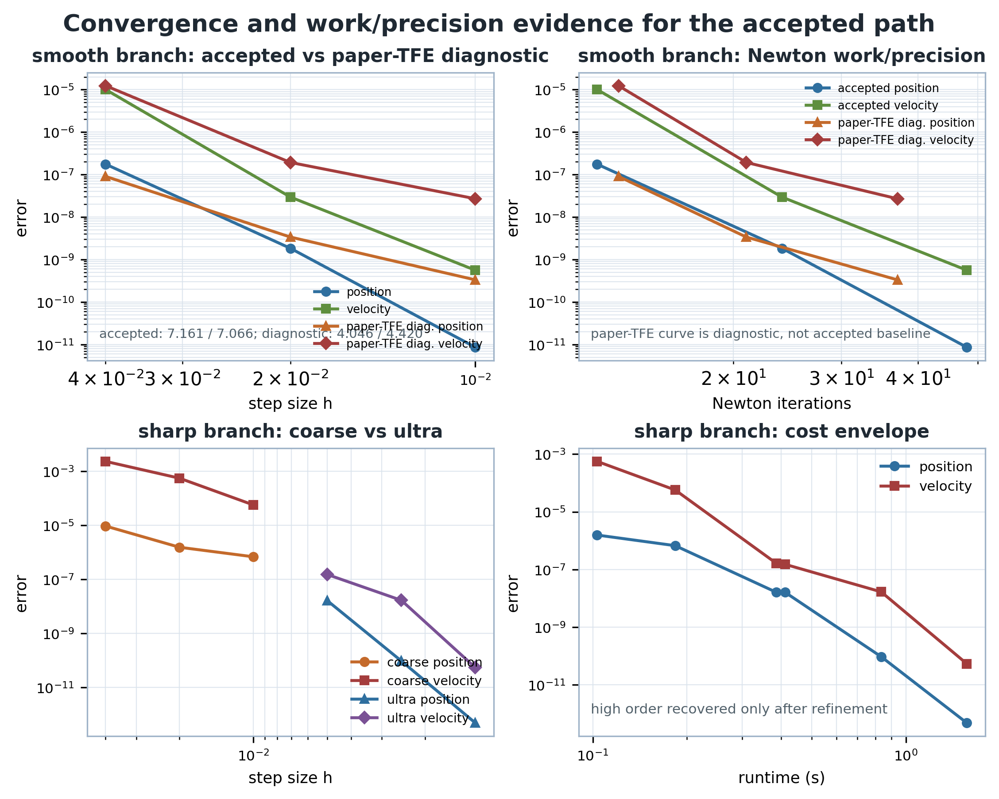 Convergence and work/precision evidence for the accepted path
smooth branch: accepted vs paper-TFE diagnostic
10⁻⁵
10⁻⁶
10⁻⁷
10⁻⁸
10⁻⁹
10⁻¹⁰
10⁻¹¹
error
position
velocity
paper-TFE diag. position
paper-TFE diag. velocity
accepted: 7.161 / 7.066; diagnostic: 4.046 / 4.420
4 × 10⁻² 3 × 10⁻² 2 × 10⁻² 10⁻²
step size h
smooth branch: Newton work/precision
10⁻⁵
10⁻⁶
10⁻⁷
10⁻⁸
10⁻⁹
10⁻¹⁰
10⁻¹¹
error
accepted position
accepted velocity
paper-TFE diag. position
paper-TFE diag. velocity
paper-TFE curve is diagnostic, not accepted baseline
2 × 10¹ 3 × 10¹ 4 × 10¹
Newton iterations
sharp branch: coarse vs ultra
10⁻³
10⁻⁵
10⁻⁷
10⁻⁹
10⁻¹¹
error
coarse position
coarse velocity
ultra position
ultra velocity
10⁻²
step size h
sharp branch: cost envelope
10⁻³
10⁻⁵
10⁻⁷
10⁻⁹
10⁻¹¹
error
position
velocity
high order recovered only after refinement
10⁻¹ 10⁰
runtime (s)